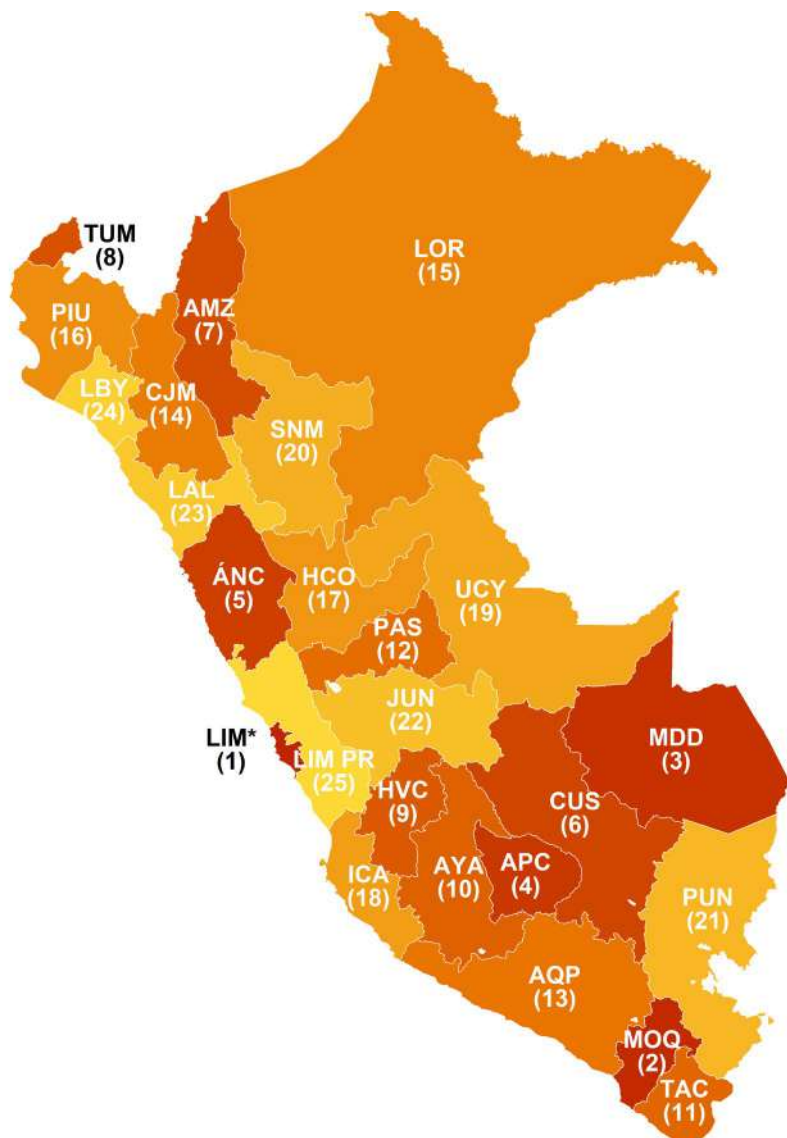 TUM
(8)
LOR
(15)
AMZ
(7)
PIU
(16)
LBY
(24)
CJM
(14)
SNM
(20)
LAL
(23)
ÁNC
(5)
HCO
(17)
UCY
(19)
PAS
(12)
JUN
(22)
LIM*
(1)
LIM PR
(25)
MDD
(3)
HVC
(9)
CUS
(6)
ICA
(18)
AYA
(10)
APC
(4)
PUN
(21)
AQP
(13)
MOQ
(2)
TAC
(11)